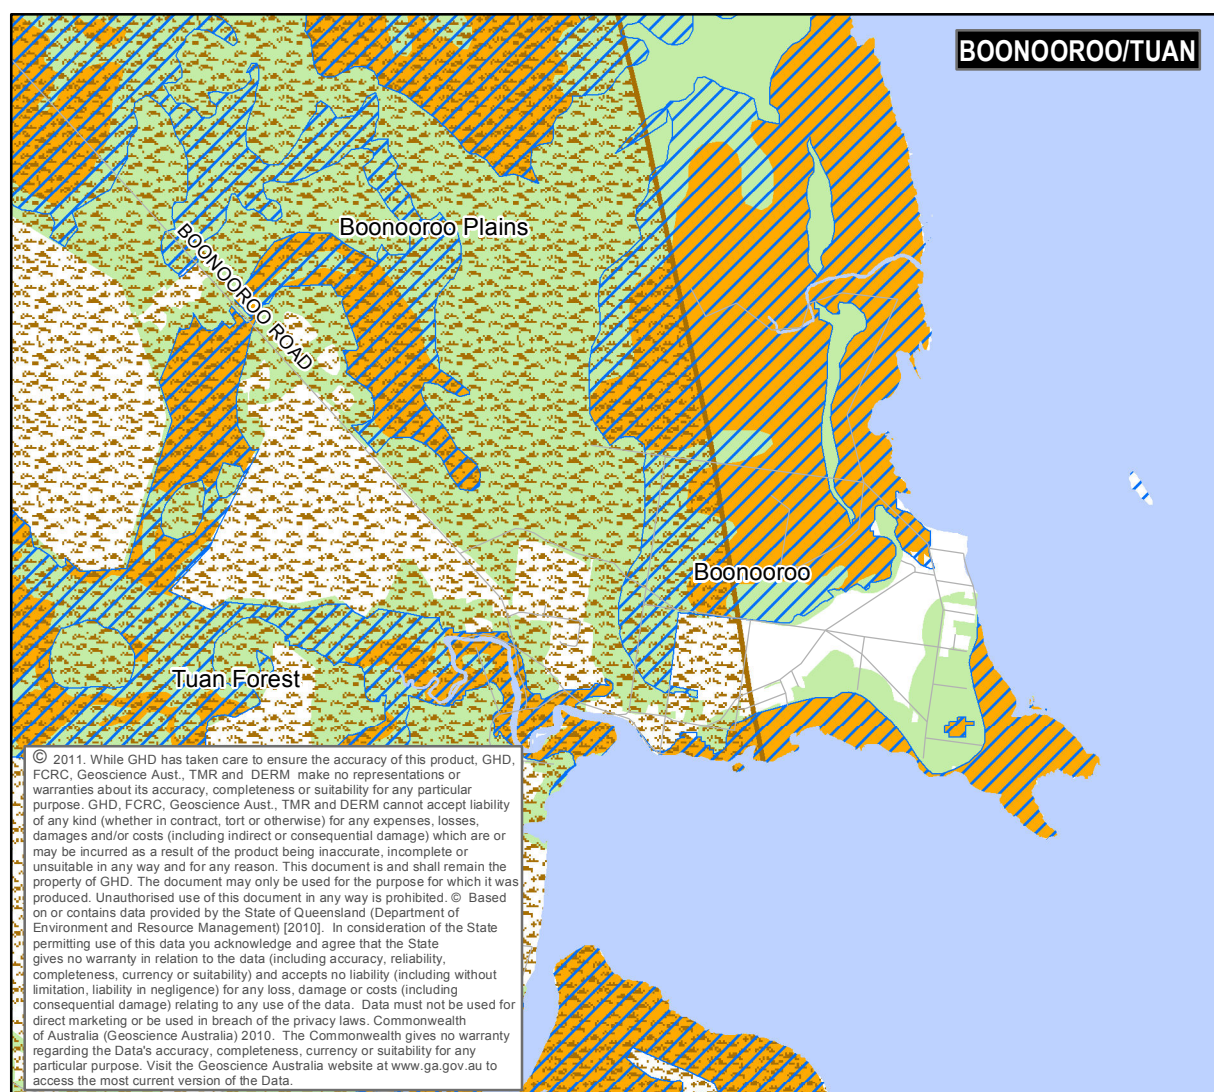 BOONOOROO/TUAN
Boonooroo Plains
BOONOOROO ROAD
Boonooroo
Tuan Forest
© 2011. While GHD has taken care to ensure the accuracy of this product, GHD,
FCRC, Geoscience Aust., TMR and DERM make no representations or
warranties about its accuracy, completeness or suitability for any particular
purpose. GHD, FCRC, Geoscience Aust., TMR and DERM cannot accept liability
of any kind (whether in contract, tort or otherwise) for any expenses, losses,
damages and/or costs (including indirect or consequential damage) which are or
may be incurred as a result of the product being inaccurate, incomplete or
unsuitable in any way and for any reason. This document is and shall remain the
property of GHD. The document may only be used for the purpose for which it was
produced. Unauthorised use of this document in any way is prohibited. © Based
on or contains data provided by the State of Queensland (Department of
Environment and Resource Management) [2010]. In consideration of the State
permitting use of this data you acknowledge and agree that the State
gives no warranty in relation to the data (including accuracy, reliability,
completeness, currency or suitability) and accepts no liability (including without
limitation, liability in negligence) for any loss, damage or costs (including
consequential damage) relating to any use of the data. Data must not be used for
direct marketing or be used in breach of the privacy laws. Commonwealth
of Australia (Geoscience Australia) 2010. The Commonwealth gives no warranty
regarding the Data's accuracy, completeness, currency or suitability for any
particular purpose. Visit the Geoscience Australia website at www.ga.gov.au to
access the most current version of the Data.